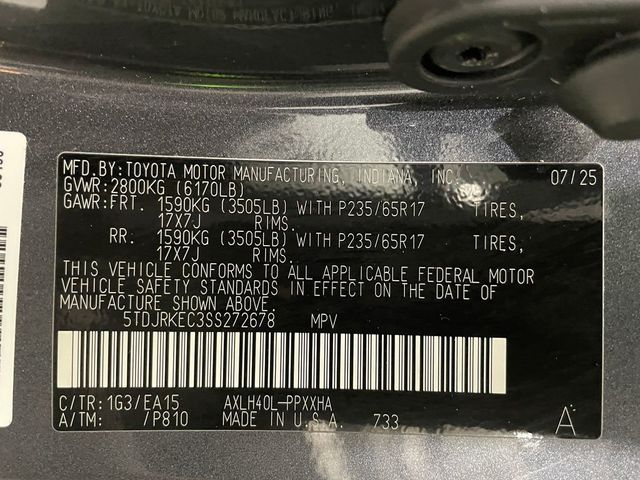 MFD.BY:TOYOTA MOTOR MANUFACTURING, INDIANA, INC. 07/25
GVWR:2800KG (6170LB)
GAWR:FRT. 1590KG (3505LB) WITH P235/65R17 TIRES,
17X7J RIMS.
RR. 1590KG (3505LB) WITH P235/65R17 TIRES,
17X7J RIMS.
THIS VEHICLE CONFORMS TO ALL APPLICABLE FEDERAL MOTOR
VEHICLE SAFETY STANDARDS IN EFFECT ON THE DATE OF
MANUFACTURE SHOWN ABOVE.
5TDJRKEC3SS272678 MPV
C/TR:1G3/EA15 AXLH40L-PPXXHA
A/TM: /P810 MADE IN U.S.A. 733 A